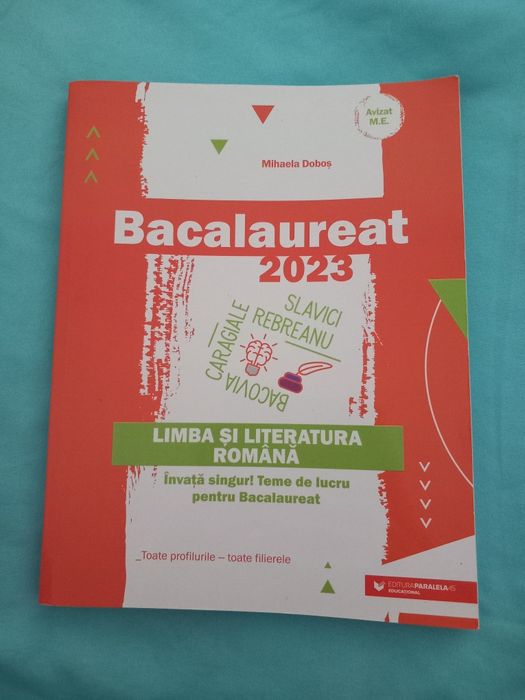 Avizat
M.E.
Mihaela Doboș
Bacalaureat
2023
SLAVICI
REBREANU
CARAGIALE
BACOVIA
LIMBA ȘI LITERATURA
ROMÂNĂ
Învață singur! Teme de lucru
pentru Bacalaureat
_Toate profilurile – toate filierele
EDITURA PARALELA 45
EDUCAȚIONAL